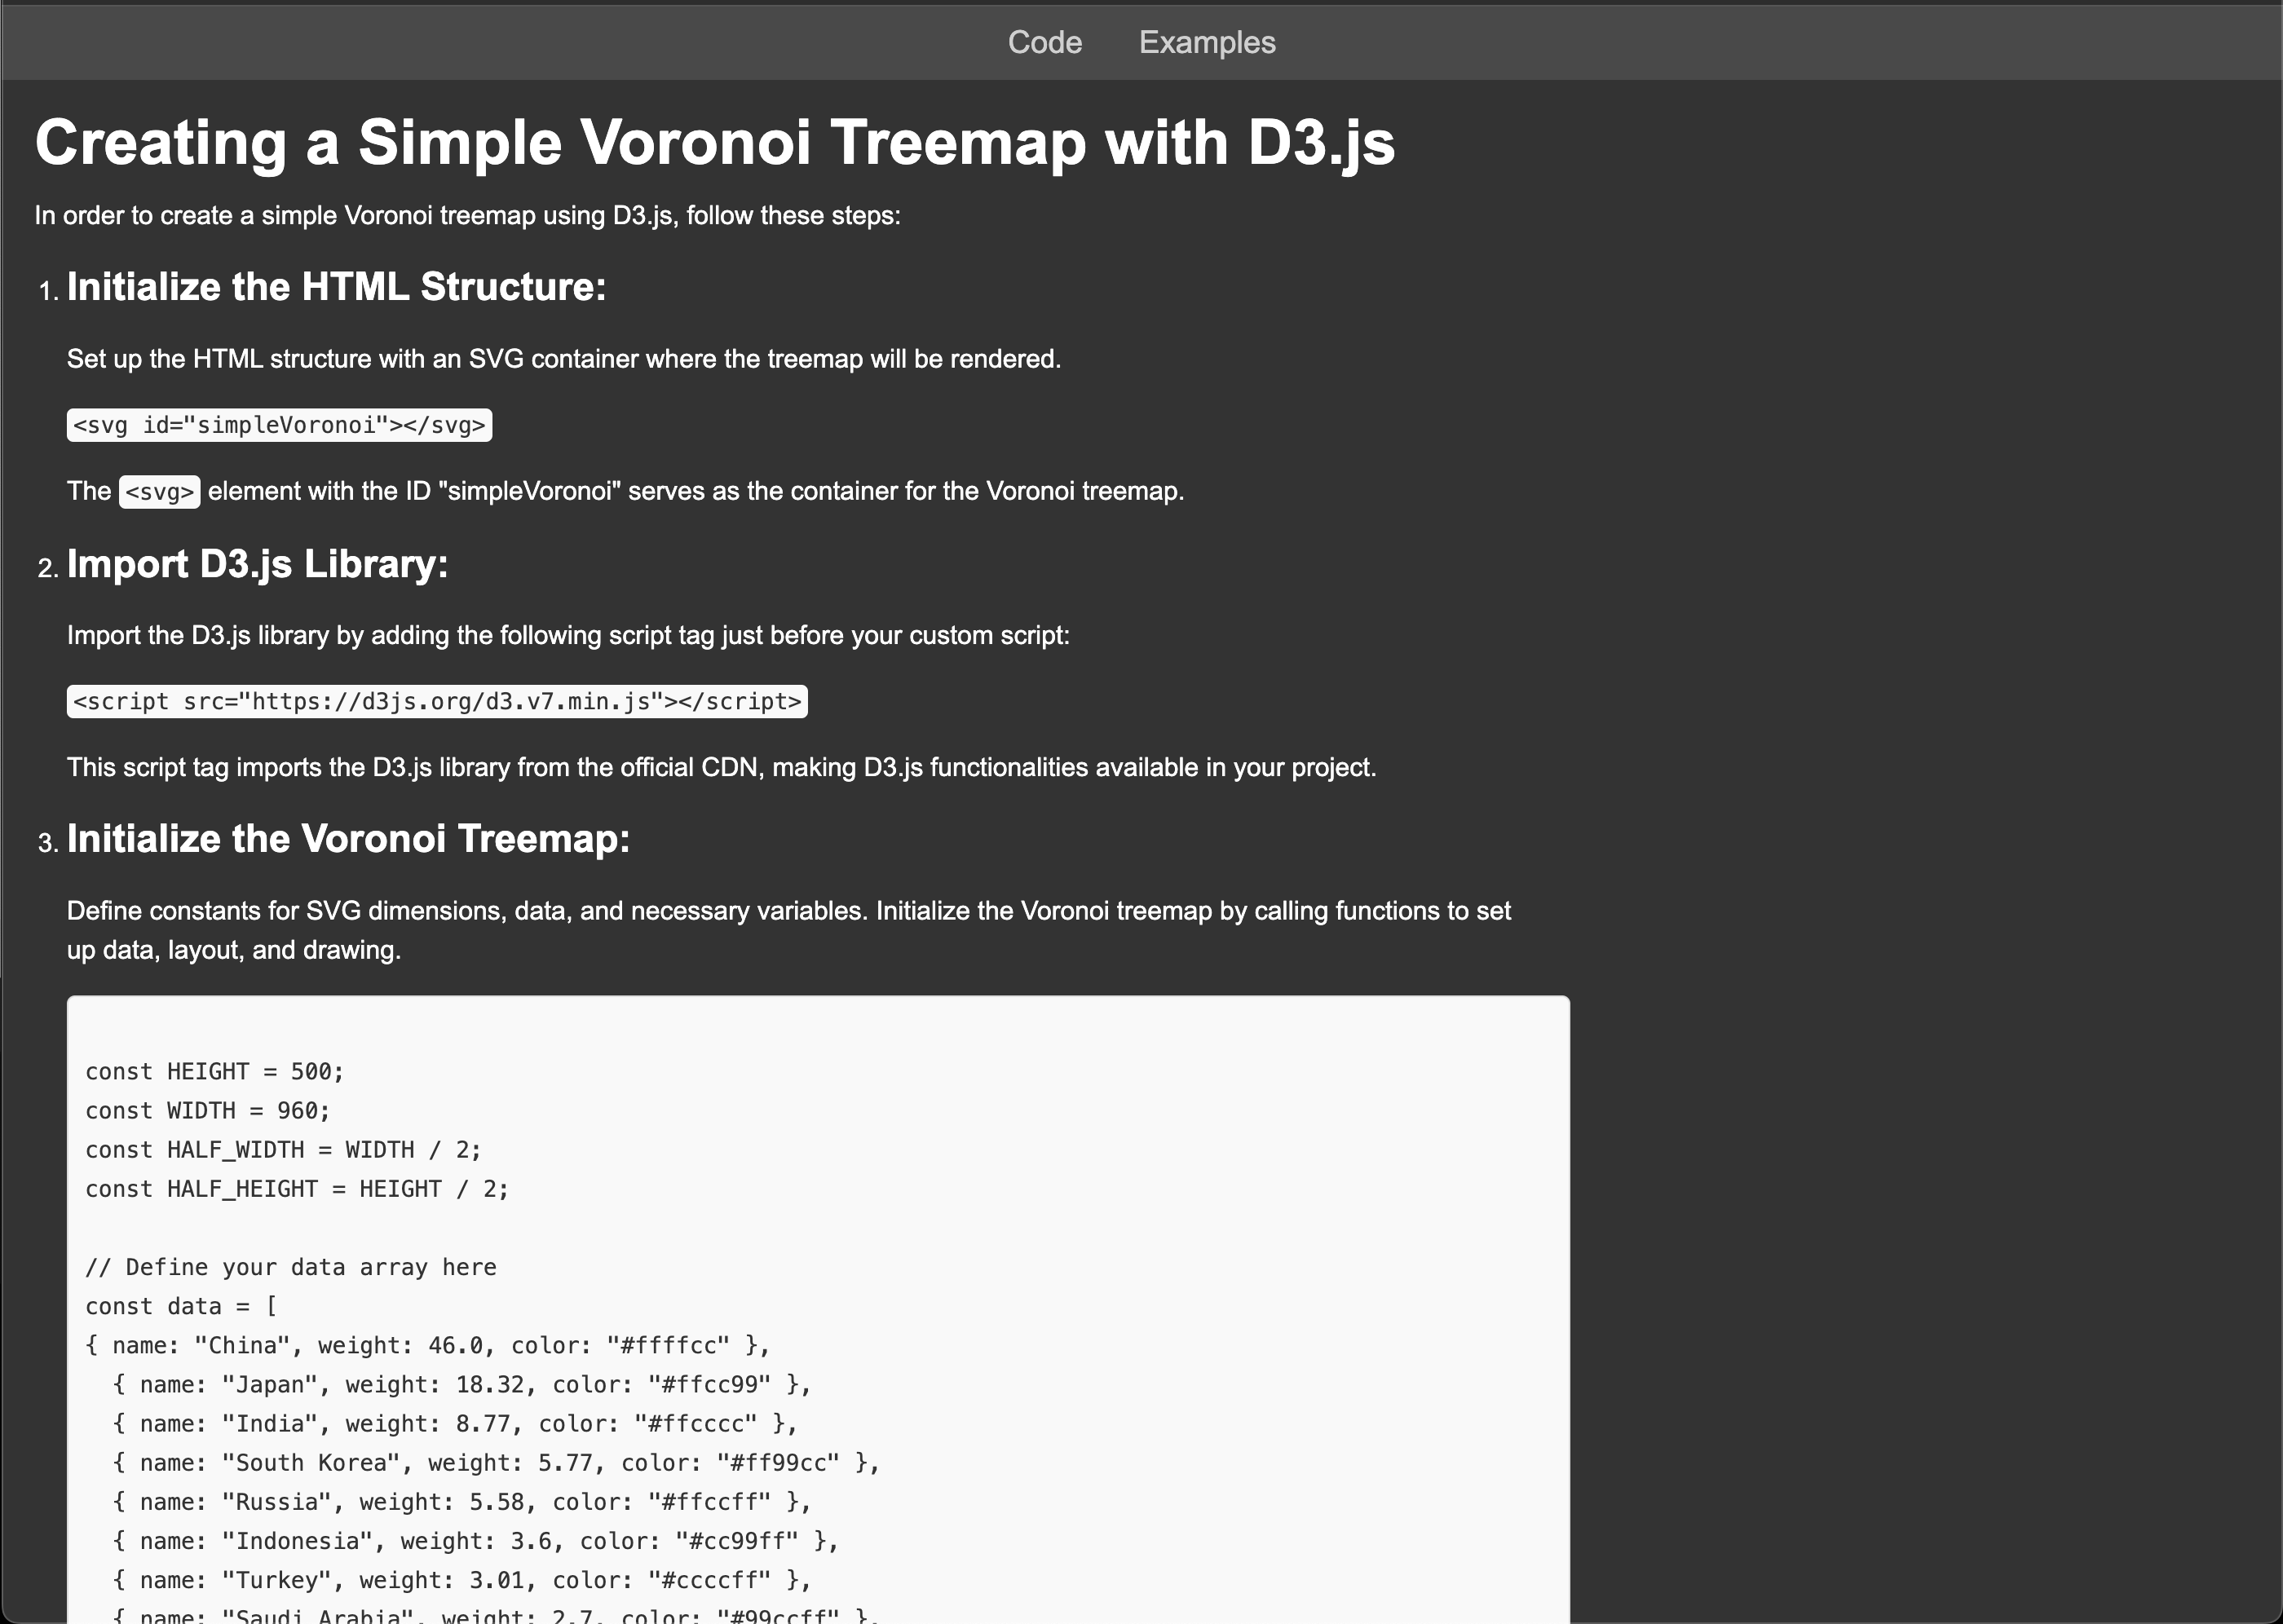 Code Examples
Creating a Simple Voronoi Treemap with D3.js
In order to create a simple Voronoi treemap using D3.js, follow these steps:
1. Initialize the HTML Structure:
Set up the HTML structure with an SVG container where the treemap will be rendered.
<svg id="simpleVoronoi"></svg>
The <svg> element with the ID "simpleVoronoi" serves as the container for the Voronoi treemap.
2. Import D3.js Library:
Import the D3.js library by adding the following script tag just before your custom script:
<script src="https://d3js.org/d3.v7.min.js"></script>
This script tag imports the D3.js library from the official CDN, making D3.js functionalities available in your project.
3. Initialize the Voronoi Treemap:
Define constants for SVG dimensions, data, and necessary variables. Initialize the Voronoi treemap by calling functions to set
up data, layout, and drawing.
const HEIGHT = 500;
const WIDTH = 960;
const HALF_WIDTH = WIDTH / 2;
const HALF_HEIGHT = HEIGHT / 2;
// Define your data array here
const data = [
{ name: "China", weight: 46.0, color: "#ffffcc" },
{ name: "Japan", weight: 18.32, color: "#ffcc99" },
{ name: "India", weight: 8.77, color: "#ffcccc" },
{ name: "South Korea", weight: 5.77, color: "#ff99cc" },
{ name: "Russia", weight: 5.58, color: "#ffccff" },
{ name: "Indonesia", weight: 3.6, color: "#cc99ff" },
{ name: "Turkey", weight: 3.01, color: "#ccccff" },
{ name: "Saudi Arabia", weight: 2.7, color: "#99ccff" },